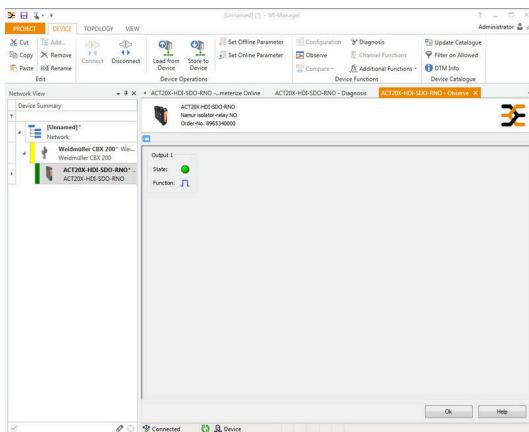 [Unnamed] (*) - WI-Manager
PROJECT DEVICE TOPOLOGY VIEW Administrator
Cut Add... Set Offline Parameter Configuration Diagnosis Update Catalogue
Copy Remove Connect Disconnect Load from Device Store to Device Set Online Parameter Observe Channel Functions Filter on Allowed
Paste Rename Compare Additional Functions DTM Info
Edit Device Operations Device Functions Device Catalogue
Network View
ACT20X-HDI-SDO-RNO -...meterize Online ACT20X-HDI-SDO-RNO - Diagnosis ACT20X-HDI-SDO-RNO - Observe
Device Summary
ACT20X-HDI-SDO-RNO
Namur isolator relay NO
Order-No. 8965340000
[Unnamed]*
Network
Weidmüller CBX 200* Wei...
Weidmüller CBX 200
ACT20X-HDI-SDO-RNO* -
ACT20X-HDI-SDO-RNO
Output 1
State:
Function:
Ok Help
Connected Device